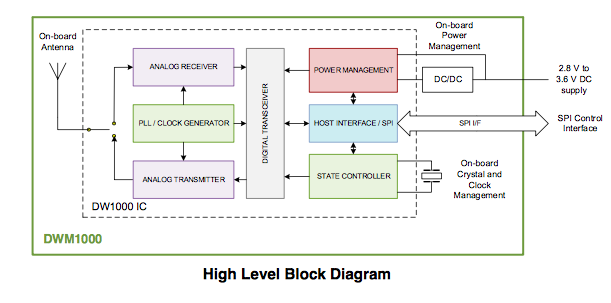 On-board
Antenna
On-board
Power
Management
ANALOG RECEIVER
POWER MANAGEMENT
DC/DC
2.8 V to
3.6 V DC
supply
PLL / CLOCK GENERATOR
DIGITAL TRANSCEIVER
HOST INTERFACE / SPI
SPI I/F
SPI Control
Interface
ANALOG TRANSMITTER
STATE CONTROLLER
On-board
Crystal and
Clock
Management
DW1000 IC
DWM1000
High Level Block Diagram